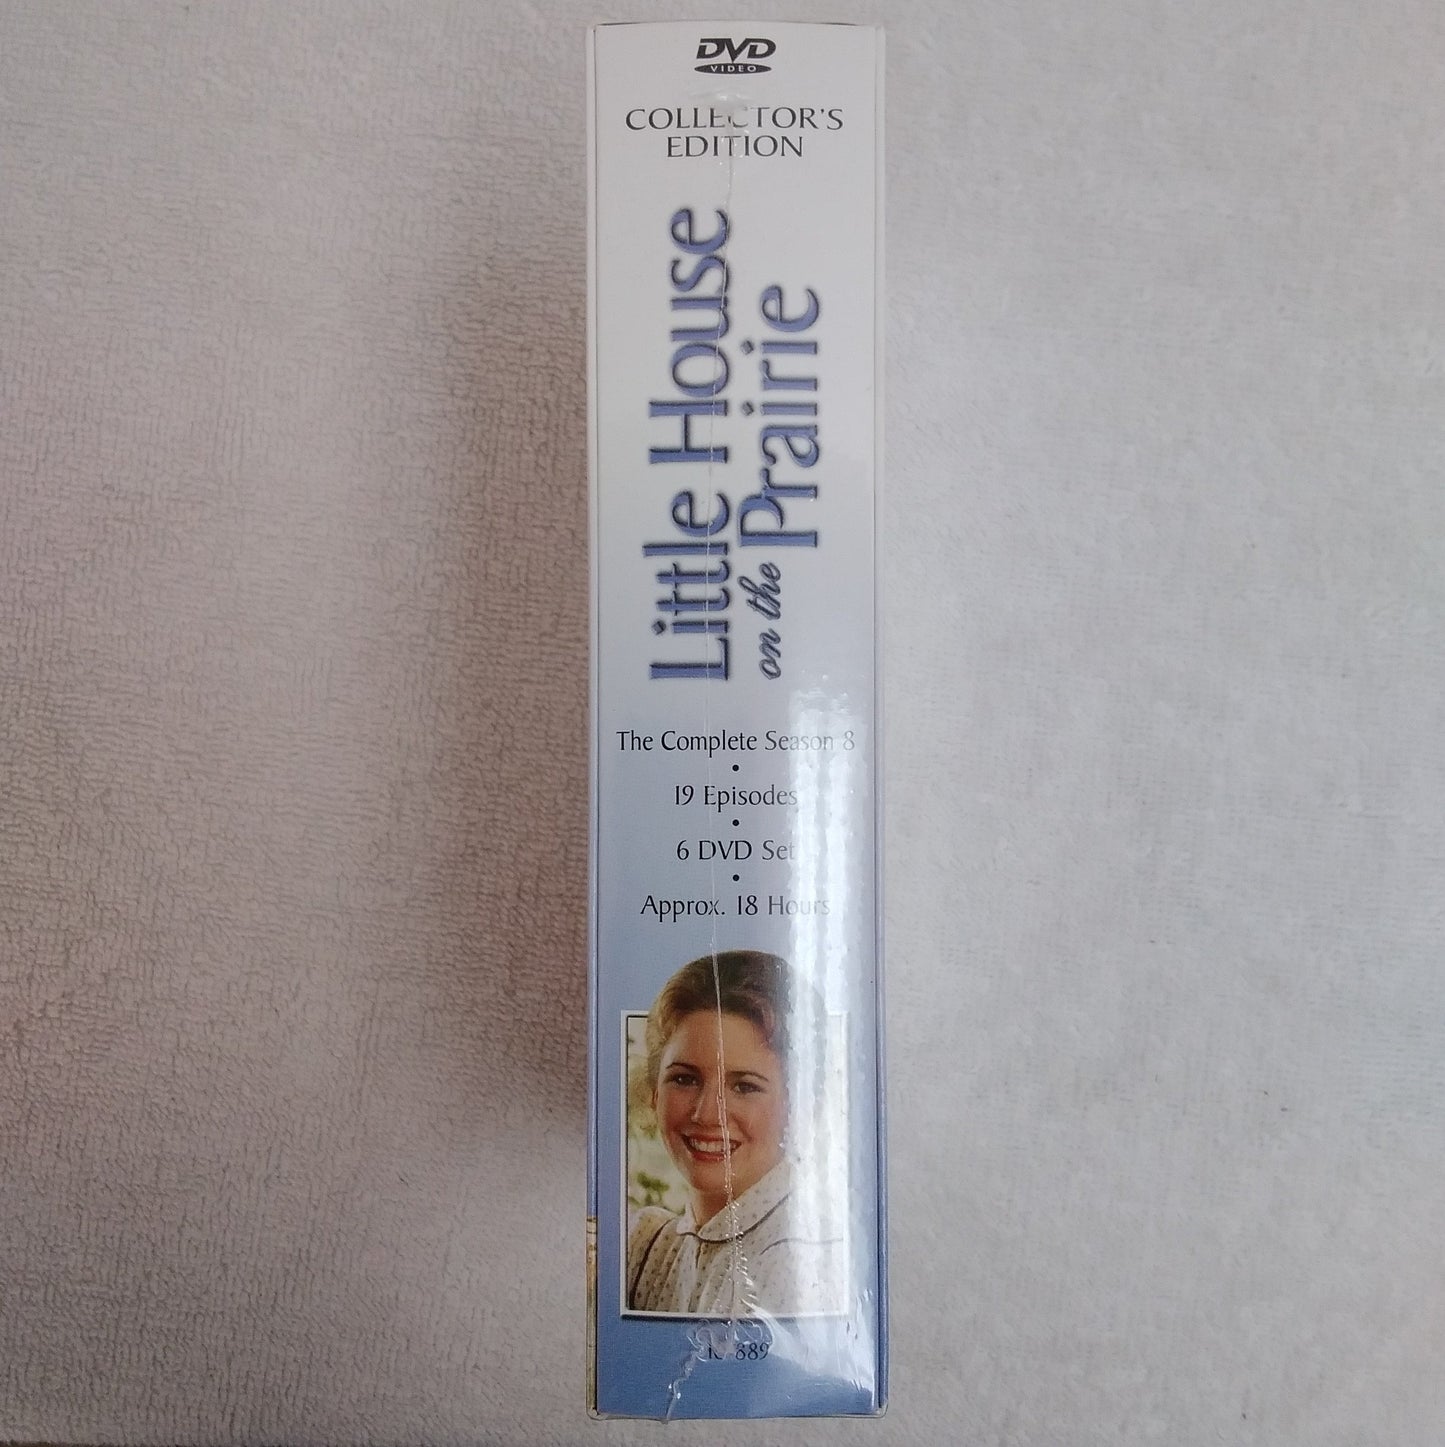 DVD
VIDEO
COLLECTOR'S
EDITION
Little House
on the Prairie
The Complete Season 8
•
19 Episodes
•
6 DVD Set
•
Approx. 18 Hours